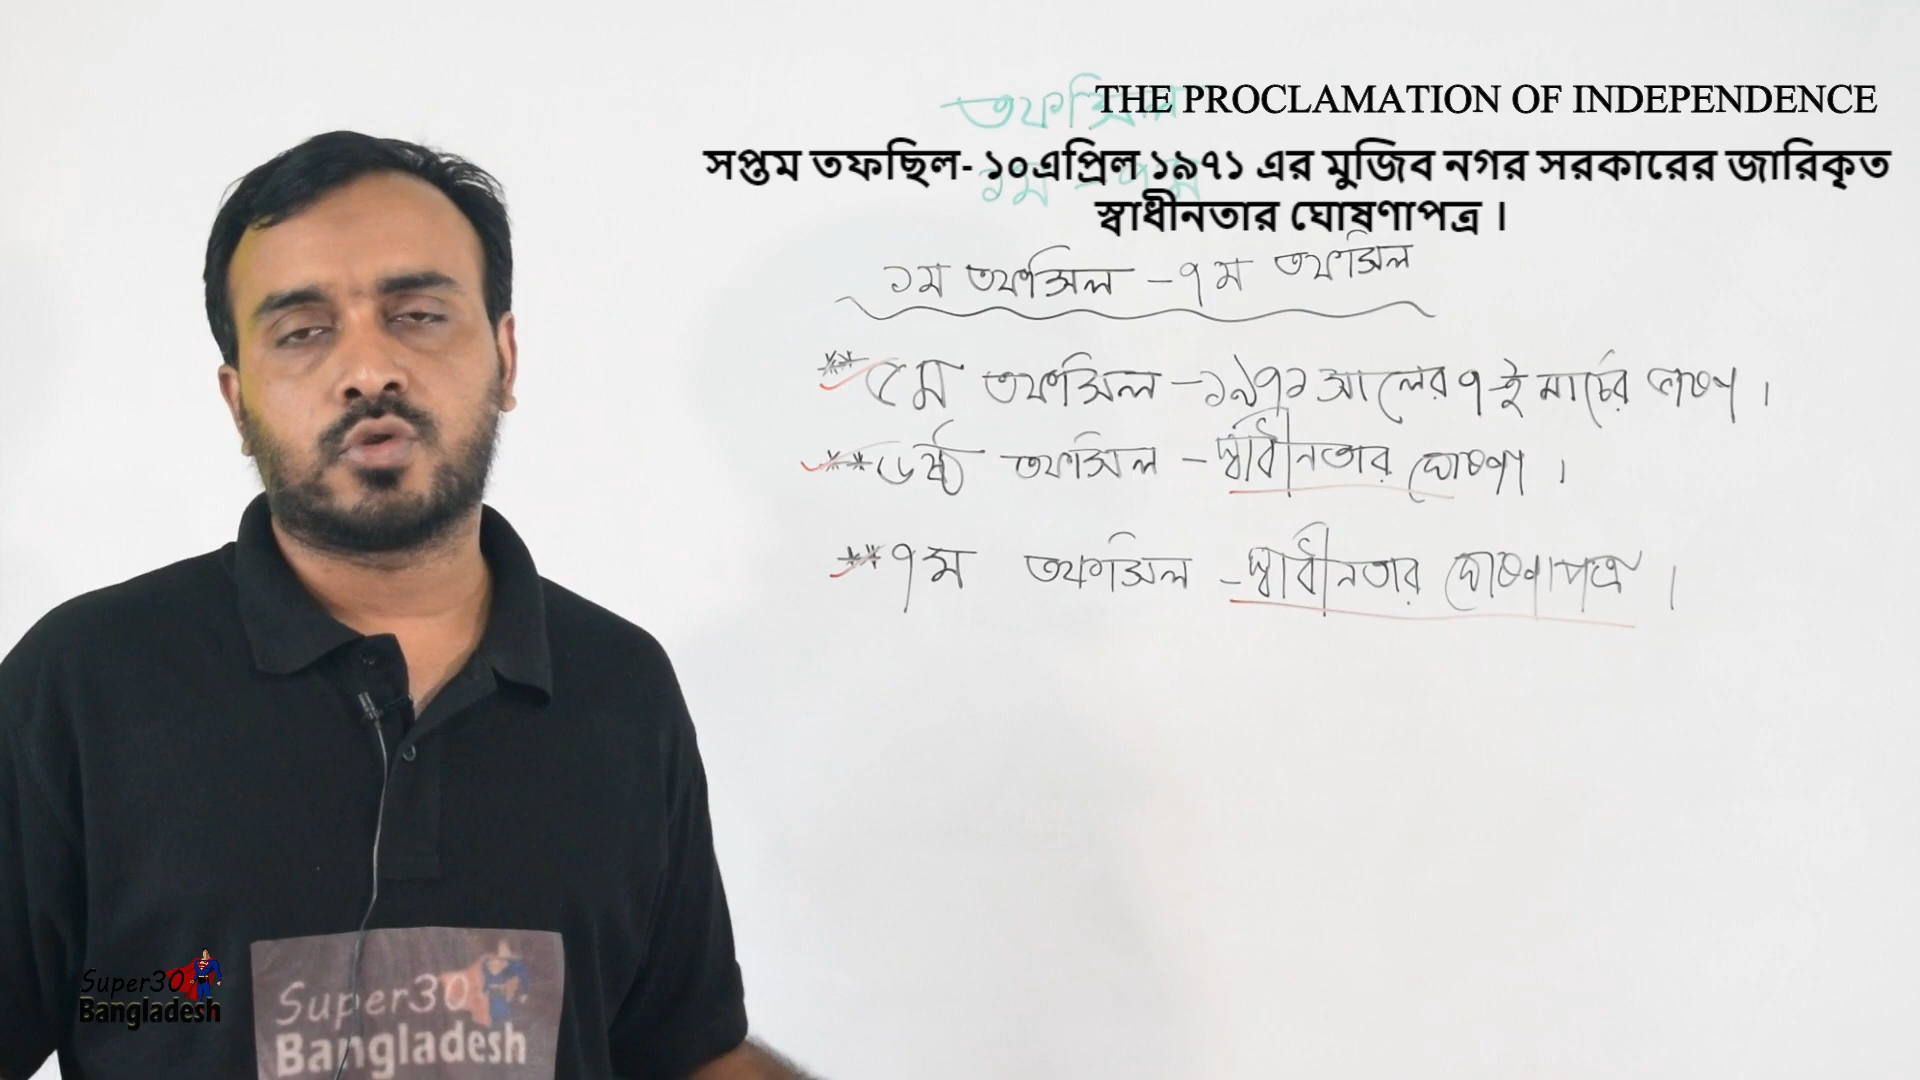 THE PROCLAMATION OF INDEPENDENCE
তফসিল
সপ্তম তফছিল- ১০এপ্রিল ১৯৭১ এর মুজিব নগর সরকারের জারিকৃত
স্বাধীনতার ঘোষণাপত্র ।
১ম তফসিল – ৭ম তফসিল
** ৫ম তফসিল – ১৯৭১ সালের ৭-ই মার্চের ভাষণ ।
** ৬ষ্ঠ তফসিল – স্বাধীনতার ঘোষণা ।
** ৭ম তফসিল – স্বাধীনতার ঘোষণাপত্র ।
Super30
Bangladesh
Super30
Bangladesh